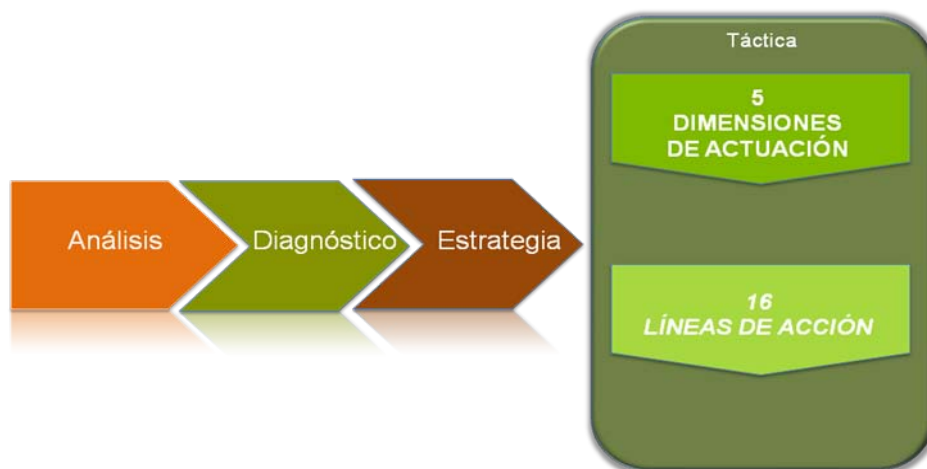 Análisis
Diagnóstico
Estrategia
Táctica
5
DIMENSIONES
DE ACTUACIÓN
16
LÍNEAS DE ACCIÓN